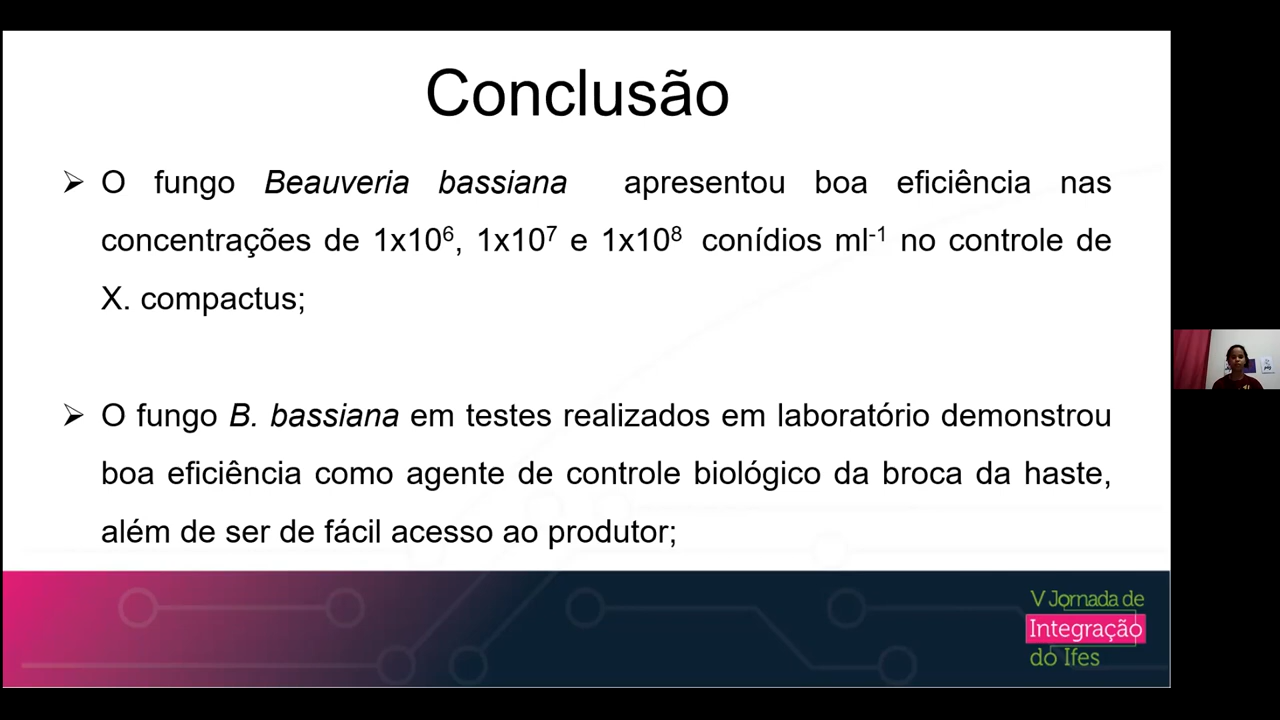 Conclusão
➢ O fungo Beauveria bassiana apresentou boa eficiência nas
concentrações de 1x10⁶, 1x10⁷ e 1x10⁸ conídios ml⁻¹ no controle de
X. compactus;
➢ O fungo B. bassiana em testes realizados em laboratório demonstrou
boa eficiência como agente de controle biológico da broca da haste,
além de ser de fácil acesso ao produtor;
V Jornada de
Integração
do Ifes